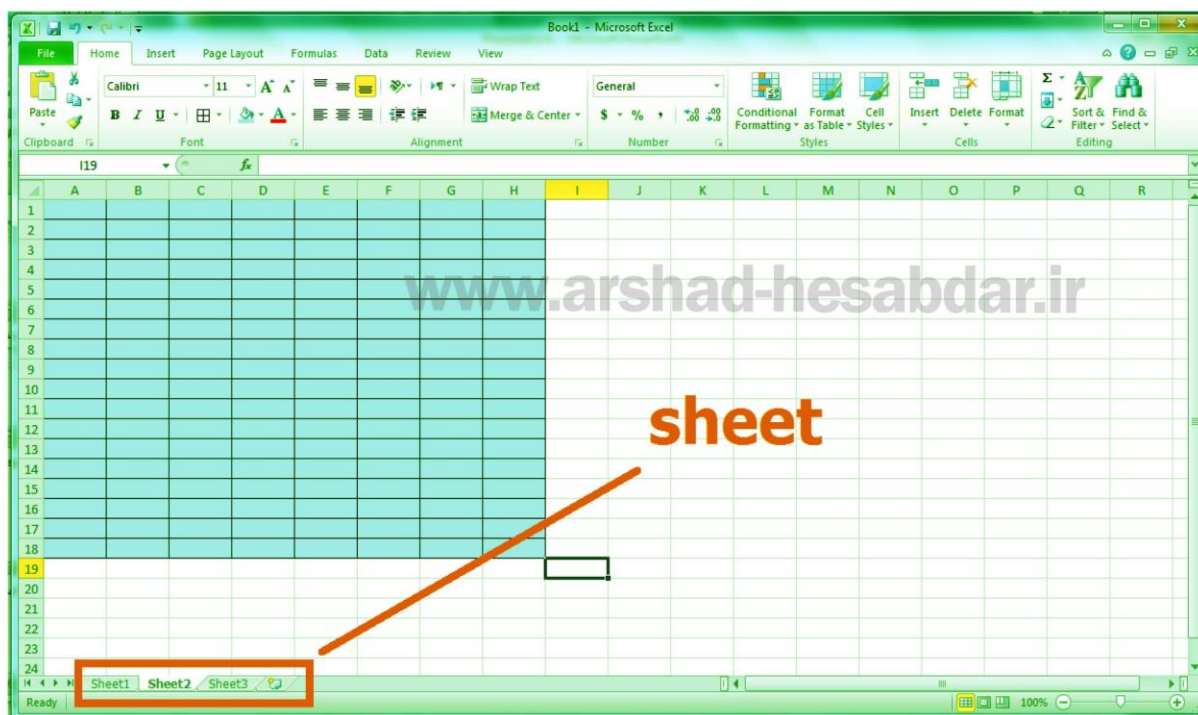 Book1 - Microsoft Excel
File Home Insert Page Layout Formulas Data Review View
Calibri 11 A A Wrap Text General Σ
Paste B I U A Merge & Center $ % , .0 .00 .00 .0 Conditional Formatting Format as Table Cell Styles Insert Delete Format Sort & Filter Find & Select
Clipboard Font Alignment Number Styles Cells Editing
I19 fx
A B C D E F G H I J K L M N O P Q R
1
2
3
4
www.arshad-hesabdar.ir
5
6
7
8
9
10
11
sheet
12
13
14
15
16
17
18
19
20
21
22
23
24
Sheet1 Sheet2 Sheet3
Ready 100%